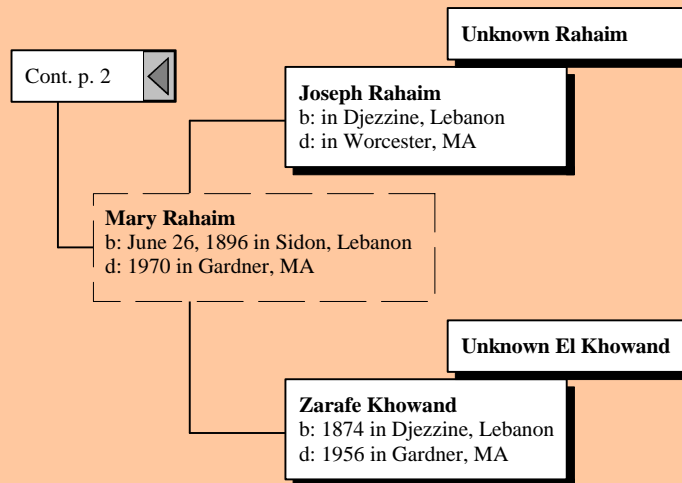 Unknown Rahaim
Cont. p. 2
Joseph Rahaim
b: in Djezzine, Lebanon
d: in Worcester, MA
Mary Rahaim
b: June 26, 1896 in Sidon, Lebanon
d: 1970 in Gardner, MA
Unknown El Khowand
Zarafe Khowand
b: 1874 in Djezzine, Lebanon
d: 1956 in Gardner, MA